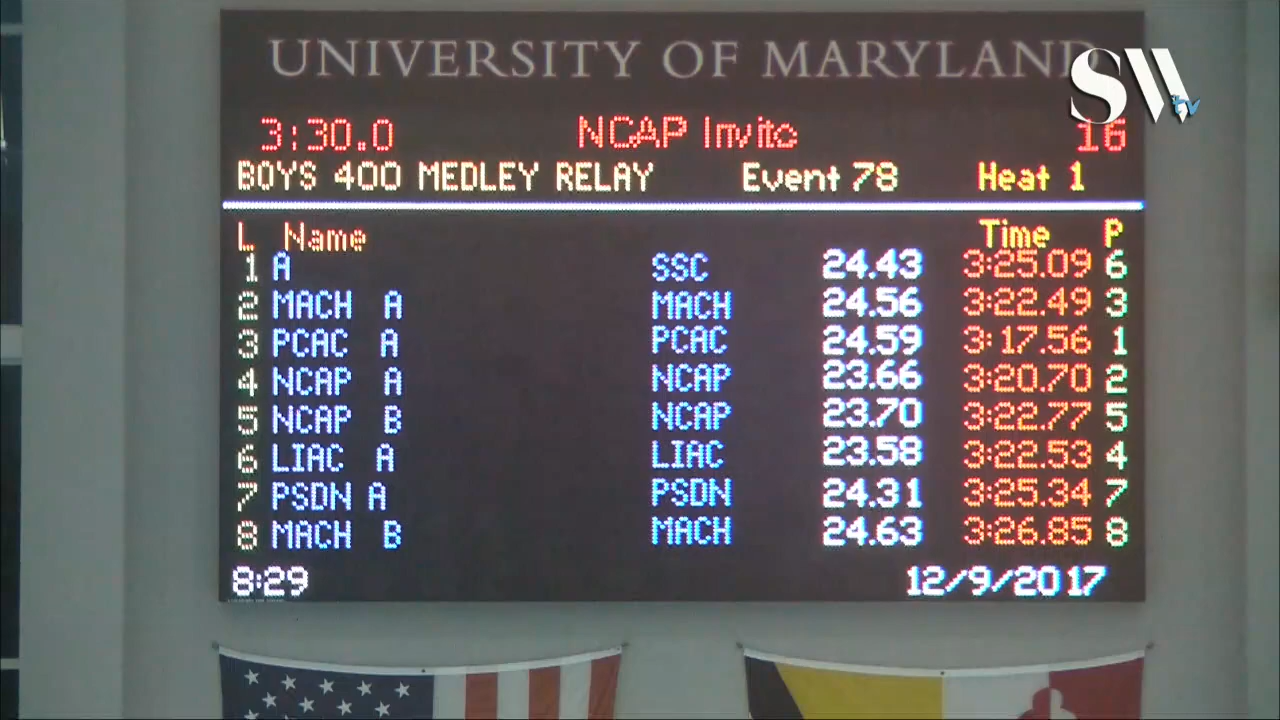 UNIVERSITY OF MARYLAND
SW tv
3:30.0 NCAP Invite 16
BOYS 400 MEDLEY RELAY Event 78 Heat 1
L Name Time P
1 A SSC 24.43 3:25.09 6
2 MACH A MACH 24.56 3:22.49 3
3 PCAC A PCAC 24.59 3:17.56 1
4 NCAP A NCAP 23.66 3:20.70 2
5 NCAP B NCAP 23.70 3:22.77 5
6 LIAC A LIAC 23.58 3:22.53 4
7 PSDN A PSDN 24.31 3:25.34 7
8 MACH B MACH 24.63 3:26.85 8
8:29 12/9/2017